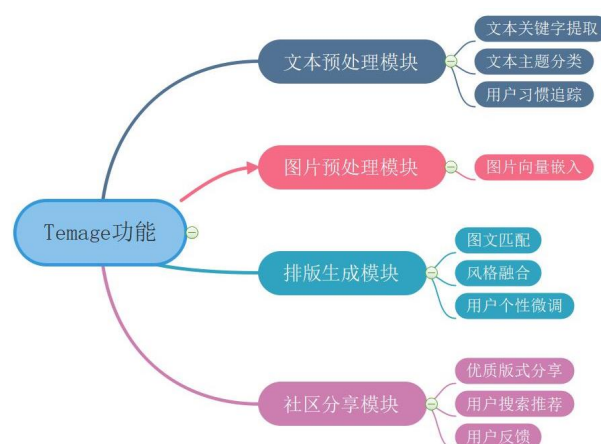 Temage功能
文本预处理模块
文本关键字提取
文本主题分类
用户习惯追踪
图片预处理模块
图片向量嵌入
排版生成模块
图文匹配
风格融合
用户个性微调
社区分享模块
优质版式分享
用户搜索推荐
用户反馈